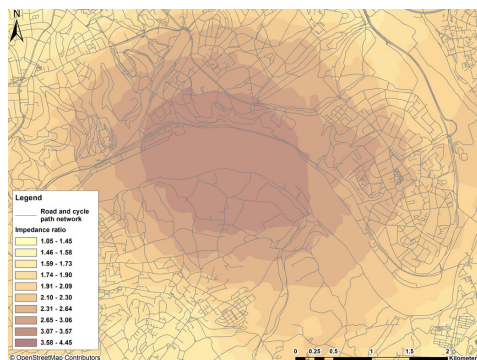 N
Legend
Road and cycle
path network
Impedance ratio
1.05 - 1.45
1.46 - 1.58
1.59 - 1.73
1.74 - 1.90
1.91 - 2.09
2.10 - 2.30
2.31 - 2.64
2.65 - 3.06
3.07 - 3.57
3.58 - 4.45
© OpenStreetMap Contributors
0 0.25 0.5 1 1.5 2
Kilometer